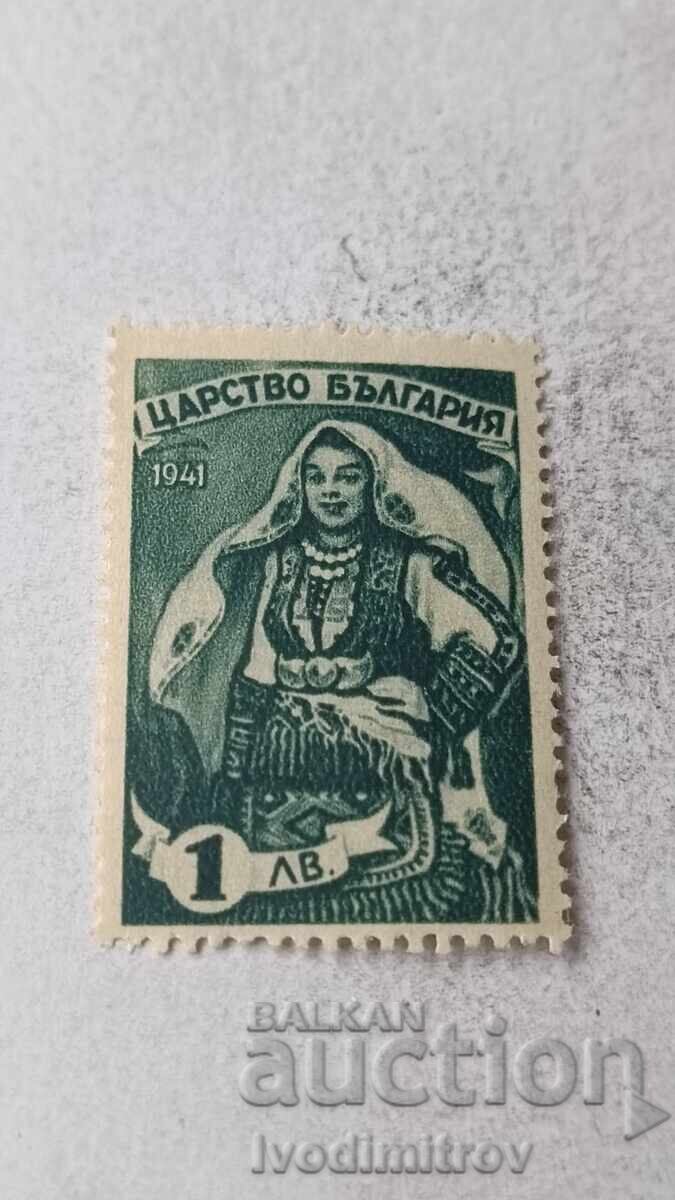 ЦАРСТВО БЪЛГАРИЯ
1941
1 ЛВ.
BALKAN
auction
Ivodimitrov